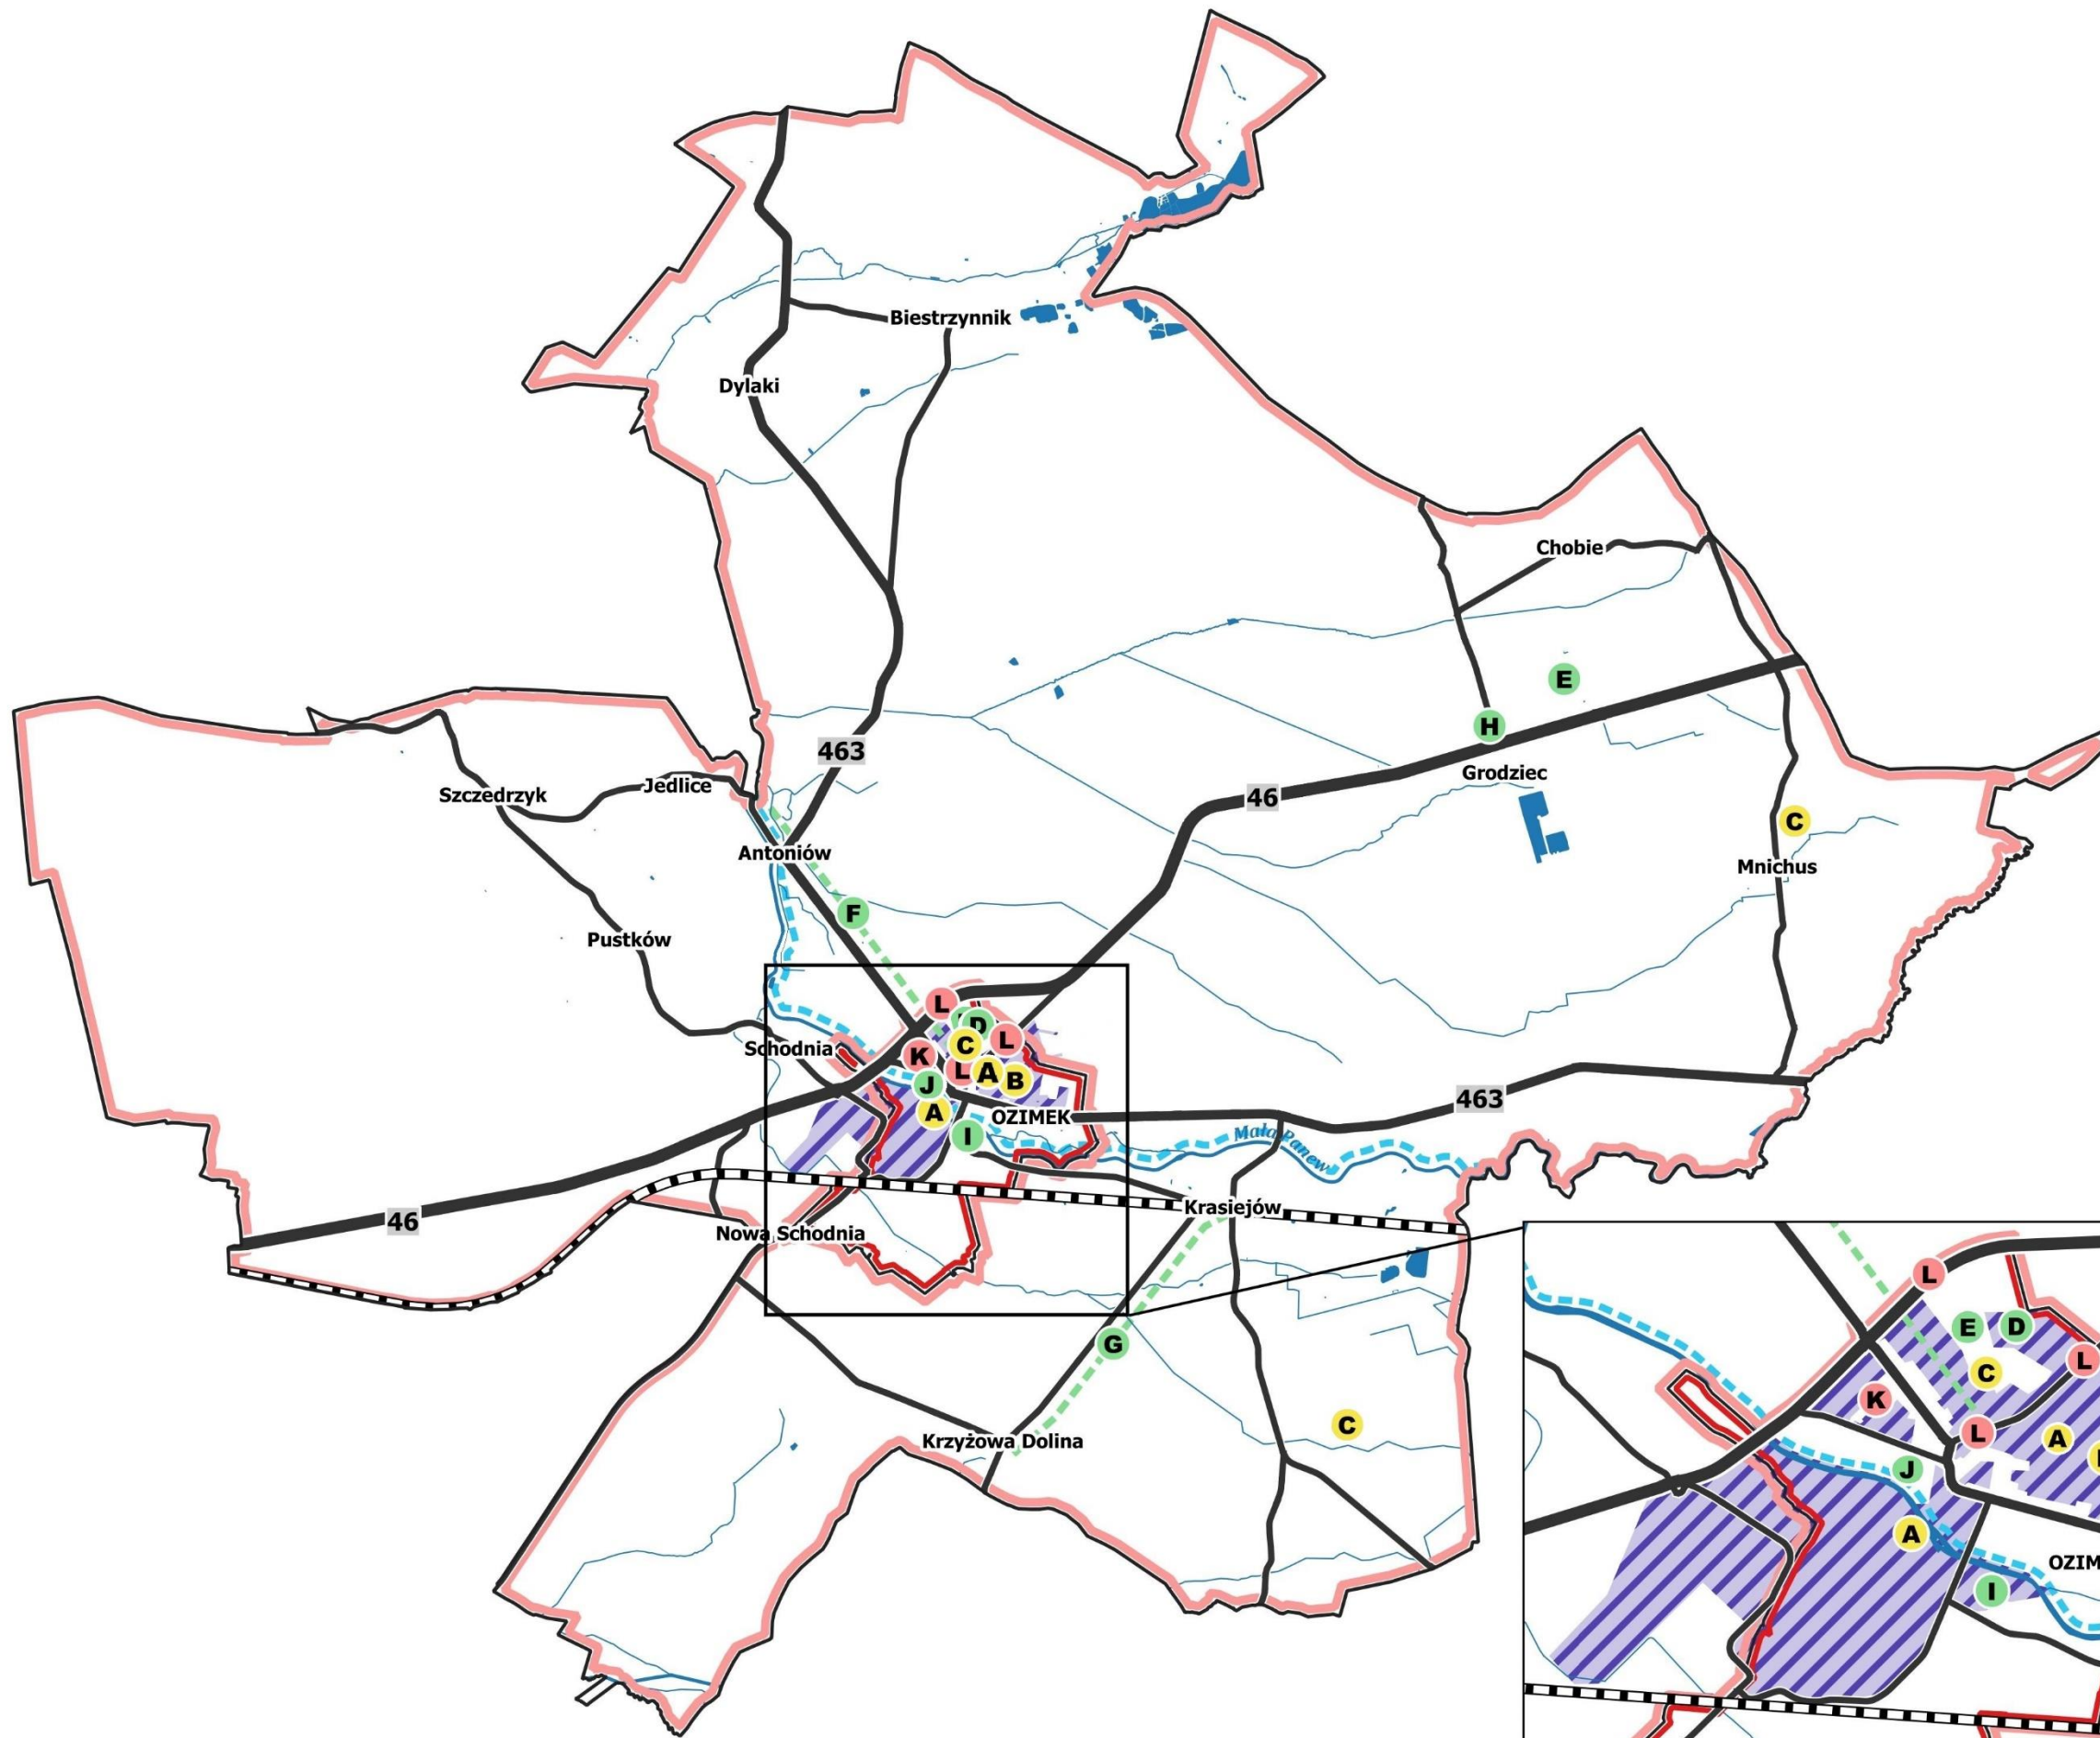 Biestrzynnik
Dylaki
Chobie
E
H
463
Grodziec
Szczedrzyk
Jedlice
46
C
Antoniów
Mnichus
F
Pustków
L
D
C
L
Schodnia
K
L
A
B
J
A
OZIMEK
463
I
Mała Panew
Krasiejów
46
Nowa Schodnia
G
C
Krzyżowa Dolina
L
E
D
L
C
K
L
A
J
A
OZIM
I